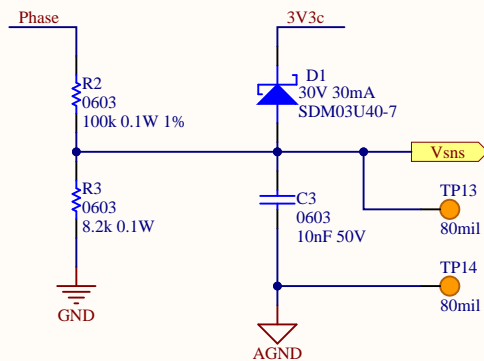 Phase
3V3c
R2
0603
100k 0.1W 1%
D1
30V 30mA
SDM03U40-7
Vsns
R3
0603
8.2k 0.1W
C3
0603
10nF 50V
TP13
80mil
TP14
80mil
GND
AGND